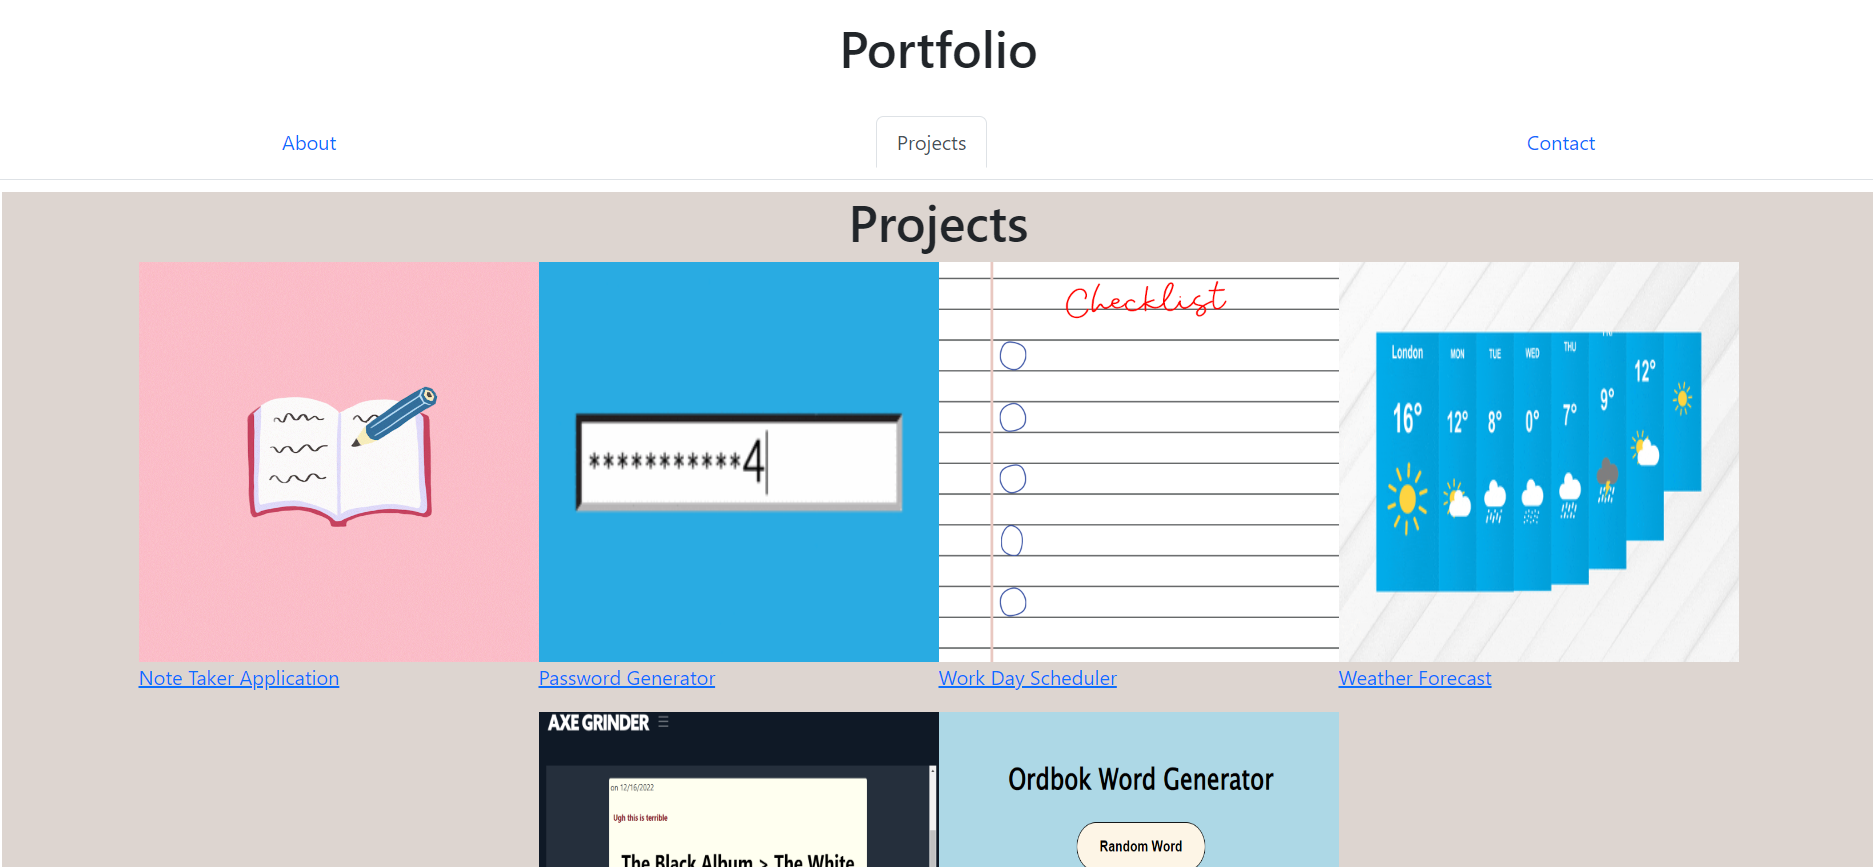 Portfolio
About
Projects
Contact
Projects
Checklist
London
MON
TUE
WED
THU
16°
12°
8°
0°
7°
9°
12°
***********4
Note Taker Application
Password Generator
Work Day Scheduler
Weather Forecast
AXE GRINDER
on 12/16/2022
Ugh this is terrible
The Black Album > The White
Ordbok Word Generator
Random Word